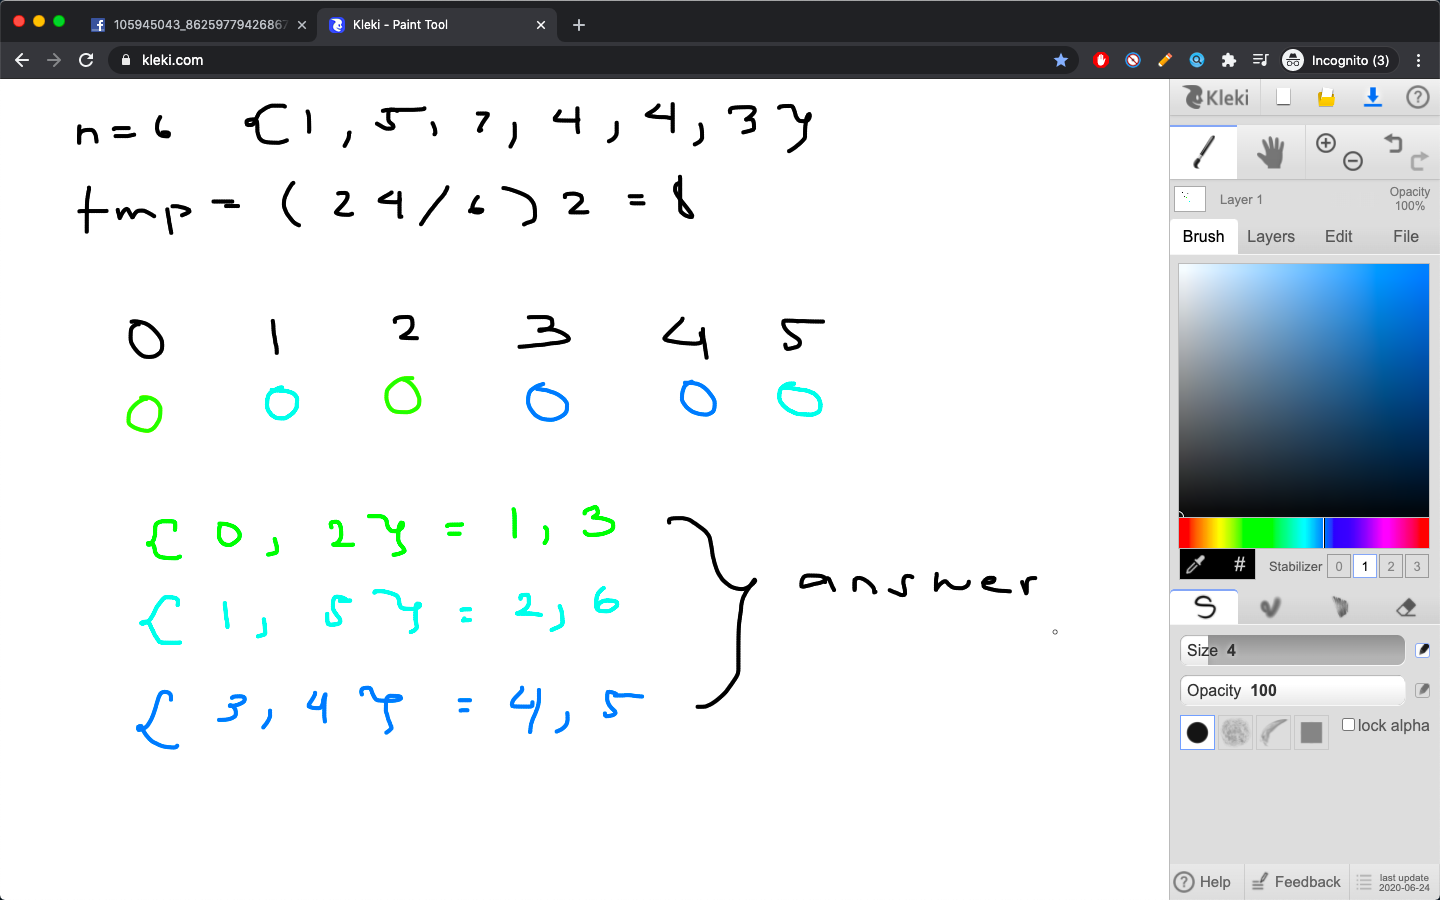 105945043_86259779426867
Kleki - Paint Tool
kleki.com
Incognito (3)
n = 6 {1, 5, 7, 4, 4, 3}
tmp = (24/6)2 = 8
0 1 2 3 4 5
0 0 0 0 0 0
{0, 2} = 1, 3
{1, 5} = 2, 6
{3, 4} = 4, 5
answer
Kleki
Layer 1
Opacity
100%
Brush Layers Edit File
# Stabilizer 0 1 2 3
Size 4
Opacity 100
lock alpha
Help Feedback last update
2020-06-24